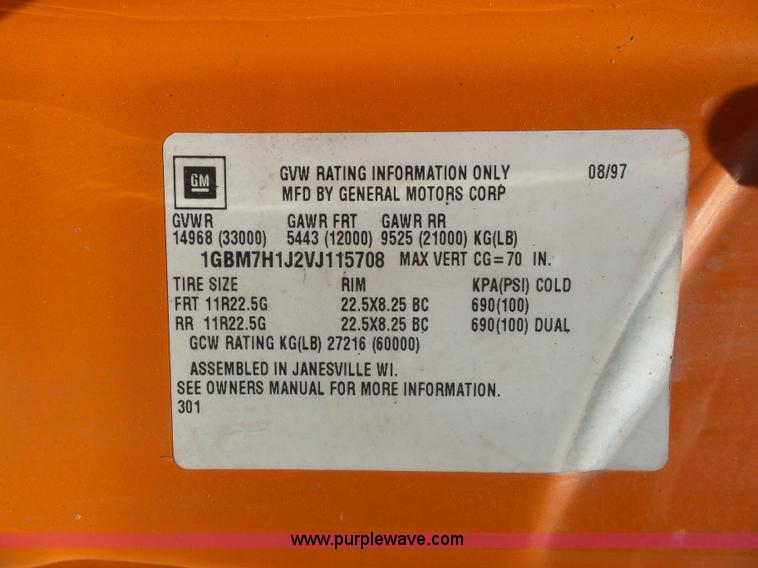 GM
GVW RATING INFORMATION ONLY 08/97
MFD BY GENERAL MOTORS CORP
GVWR GAWR FRT GAWR RR
14968 (33000) 5443 (12000) 9525 (21000) KG(LB)
1GBM7H1J2VJ115708 MAX VERT CG=70 IN.
TIRE SIZE RIM KPA(PSI) COLD
FRT 11R22.5G 22.5X8.25 BC 690(100)
RR 11R22.5G 22.5X8.25 BC 690(100) DUAL
GCW RATING KG(LB) 27216 (60000)
ASSEMBLED IN JANESVILLE WI.
SEE OWNERS MANUAL FOR MORE INFORMATION.
301
www.purplewave.com